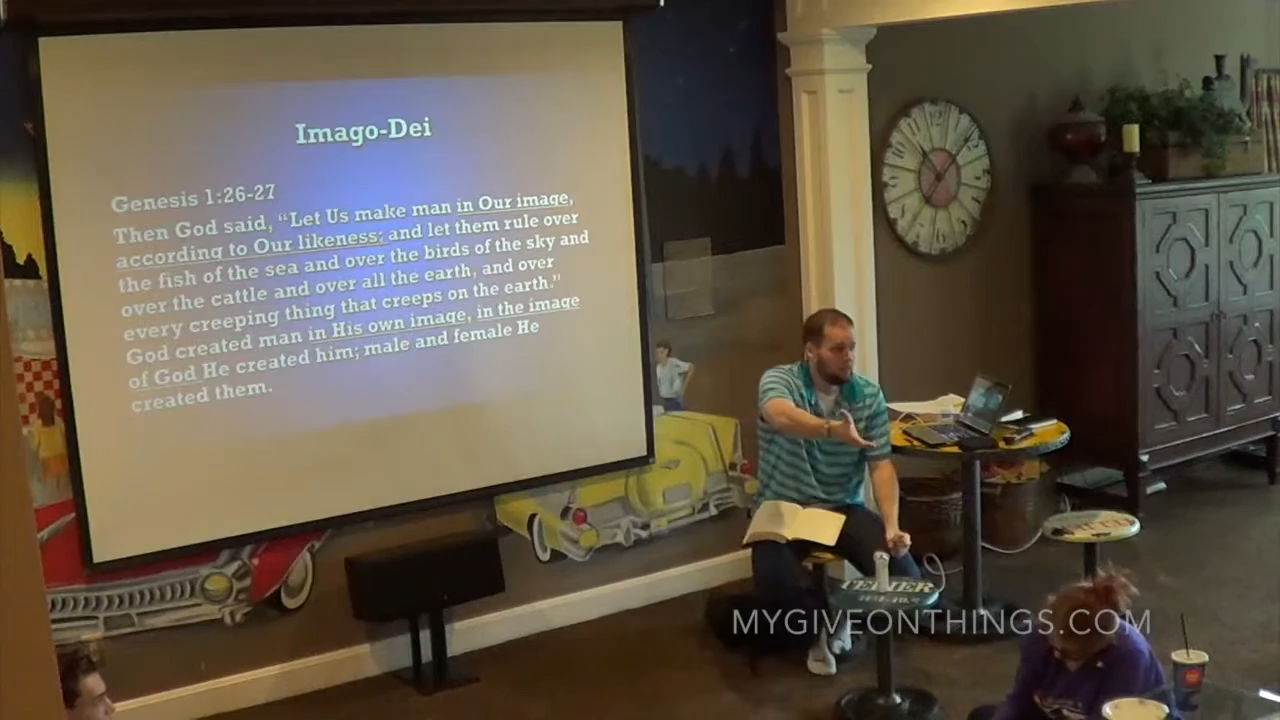 Imago-Dei
Genesis 1:26-27
Then God said, “Let Us make man in Our image,
according to Our likeness; and let them rule over
the fish of the sea and over the birds of the sky and
over the cattle and over all the earth, and over
every creeping thing that creeps on the earth.”
God created man in His own image, in the image
of God He created him; male and female He
created them.
MYGIVEONTHINGS.COM